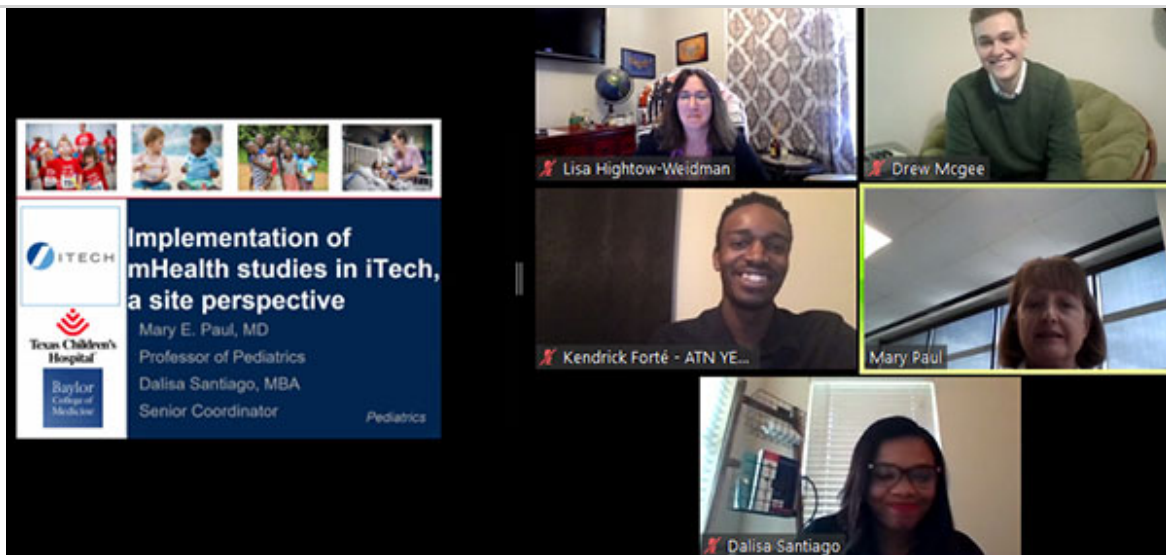 ITECH
Texas Children's
Hospital
Baylor
College of
Medicine
Implementation of
mHealth studies in iTech,
a site perspective
Mary E. Paul, MD
Professor of Pediatrics
Dalisa Santiago, MBA
Senior Coordinator
Pediatrics
Lisa Hightow-Weidman
Drew Mcgee
Kendrick Forté - ATN YE...
Mary Paul
Dalisa Santiago